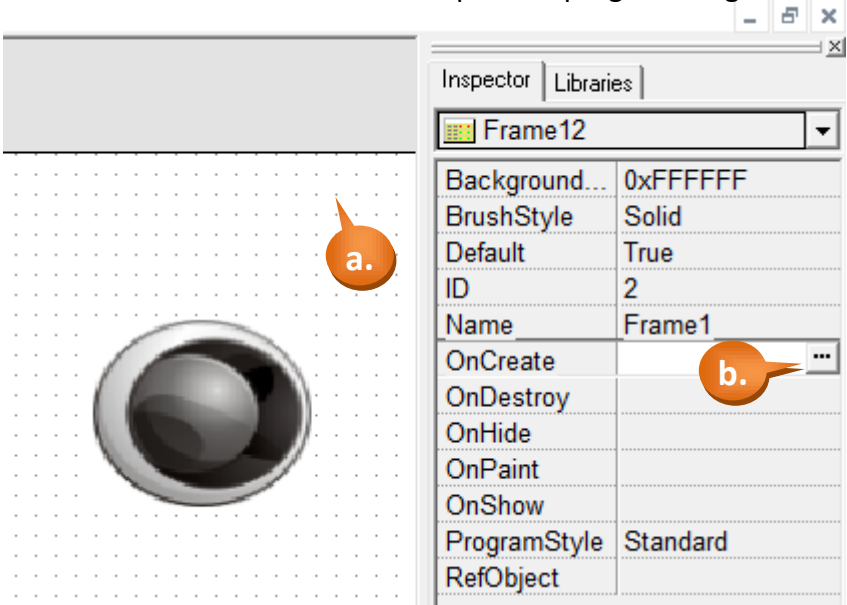 Inspector Libraries
Frame12
Background... 0xFFFFFF
BrushStyle Solid
a.
Default True
ID 2
Name Frame1
OnCreate ...
b.
OnDestroy
OnHide
OnPaint
OnShow
ProgramStyle Standard
RefObject